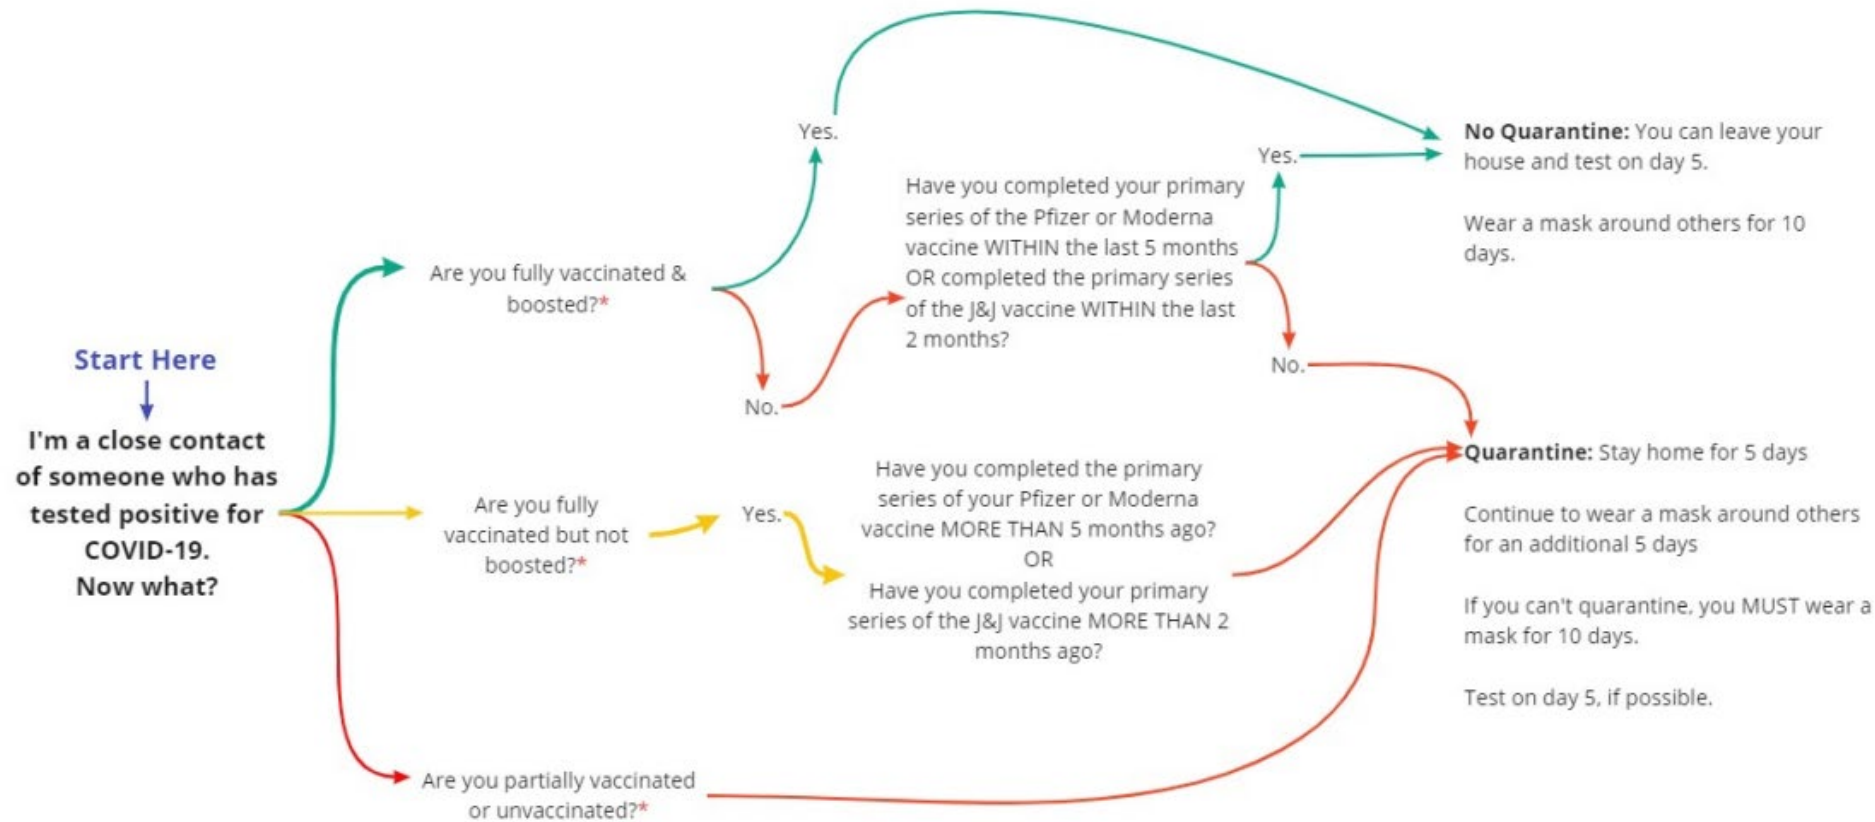 Start Here
I'm a close contact
of someone who has
tested positive for
COVID-19.
Now what?
Are you fully vaccinated &
boosted?*
Yes.
No.
Have you completed your primary
series of the Pfizer or Moderna
vaccine WITHIN the last 5 months
OR completed the primary series
of the J&J vaccine WITHIN the last
2 months?
Yes.
No.
No Quarantine: You can leave your
house and test on day 5.
Wear a mask around others for 10
days.
Are you fully
vaccinated but not
boosted?*
Yes.
Have you completed the primary
series of your Pfizer or Moderna
vaccine MORE THAN 5 months ago?
OR
Have you completed your primary
series of the J&J vaccine MORE THAN 2
months ago?
Quarantine: Stay home for 5 days
Continue to wear a mask around others
for an additional 5 days
If you can't quarantine, you MUST wear a
mask for 10 days.
Test on day 5, if possible.
Are you partially vaccinated
or unvaccinated?*